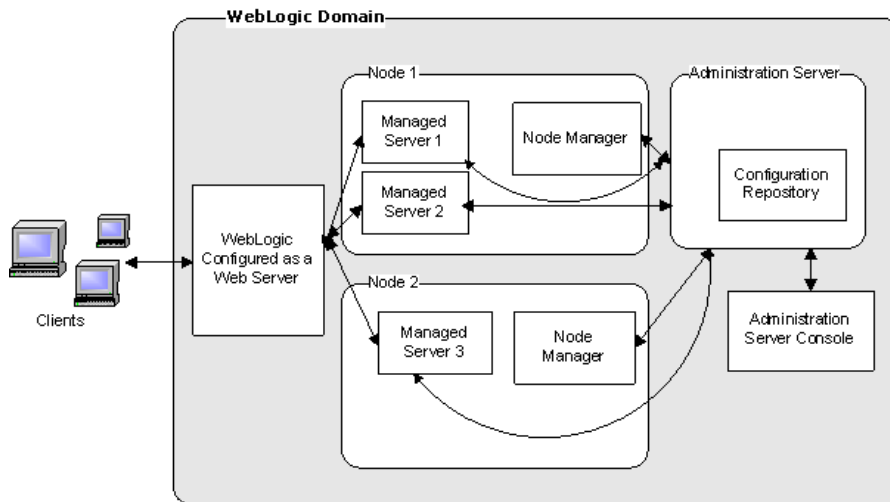 WebLogic Domain
Node 1
Administration Server
Managed
Server 1
Node Manager
Managed
Server 2
Configuration
Repository
WebLogic
Configured as a
Web Server
Clients
Node 2
Managed
Server 3
Node
Manager
Administration
Server Console